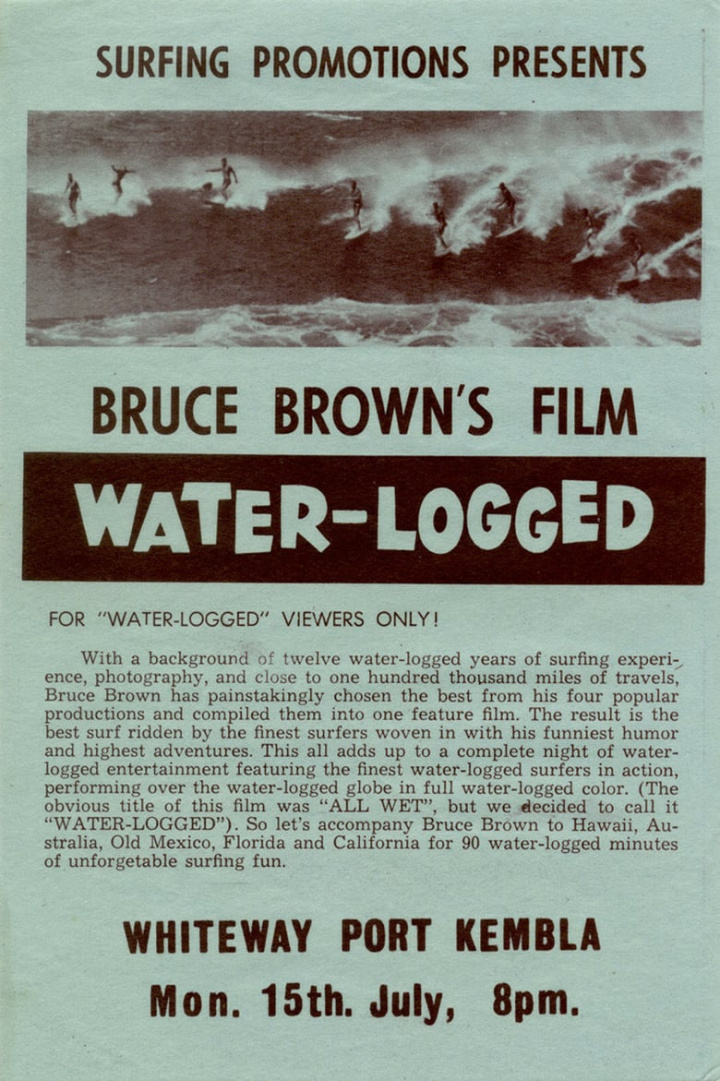 SURFING PROMOTIONS PRESENTS
BRUCE BROWN'S FILM
WATER-LOGGED
FOR "WATER-LOGGED" VIEWERS ONLY!
With a background of twelve water-logged years of surfing experi-
ence, photography, and close to one hundred thousand miles of travels,
Bruce Brown has painstakingly chosen the best from his four popular
productions and compiled them into one feature film. The result is the
best surf ridden by the finest surfers woven in with his funniest humor
and highest adventures. This all adds up to a complete night of water-
logged entertainment featuring the finest water-logged surfers in action,
performing over the water-logged globe in full water-logged color. (The
obvious title of this film was "ALL WET", but we decided to call it
"WATER-LOGGED"). So let's accompany Bruce Brown to Hawaii, Au-
stralia, Old Mexico, Florida and California for 90 water-logged minutes
of unforgetable surfing fun.
WHITEWAY PORT KEMBLA
Mon. 15th. July, 8pm.